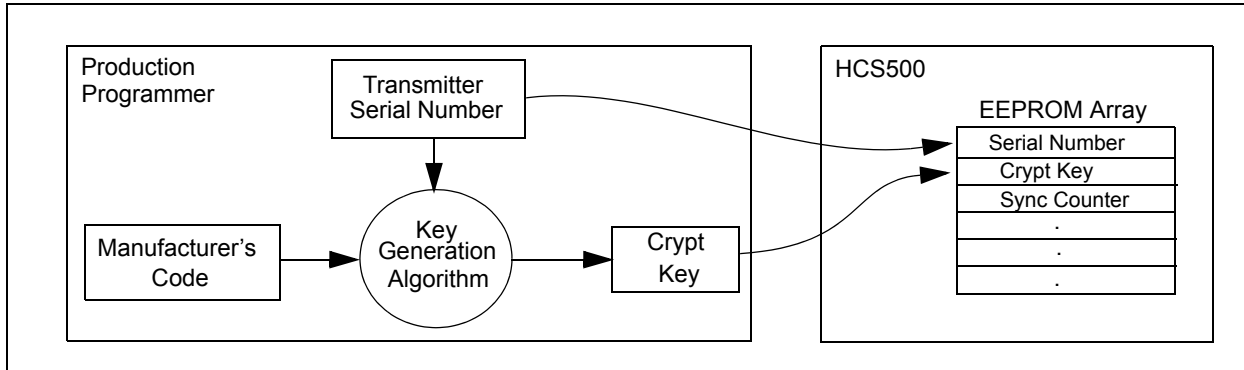 Production
Programmer
Transmitter
Serial Number
Manufacturer's
Code
Key
Generation
Algorithm
Crypt
Key
HCS500
EEPROM Array
Serial Number
Crypt Key
Sync Counter
.
.
.